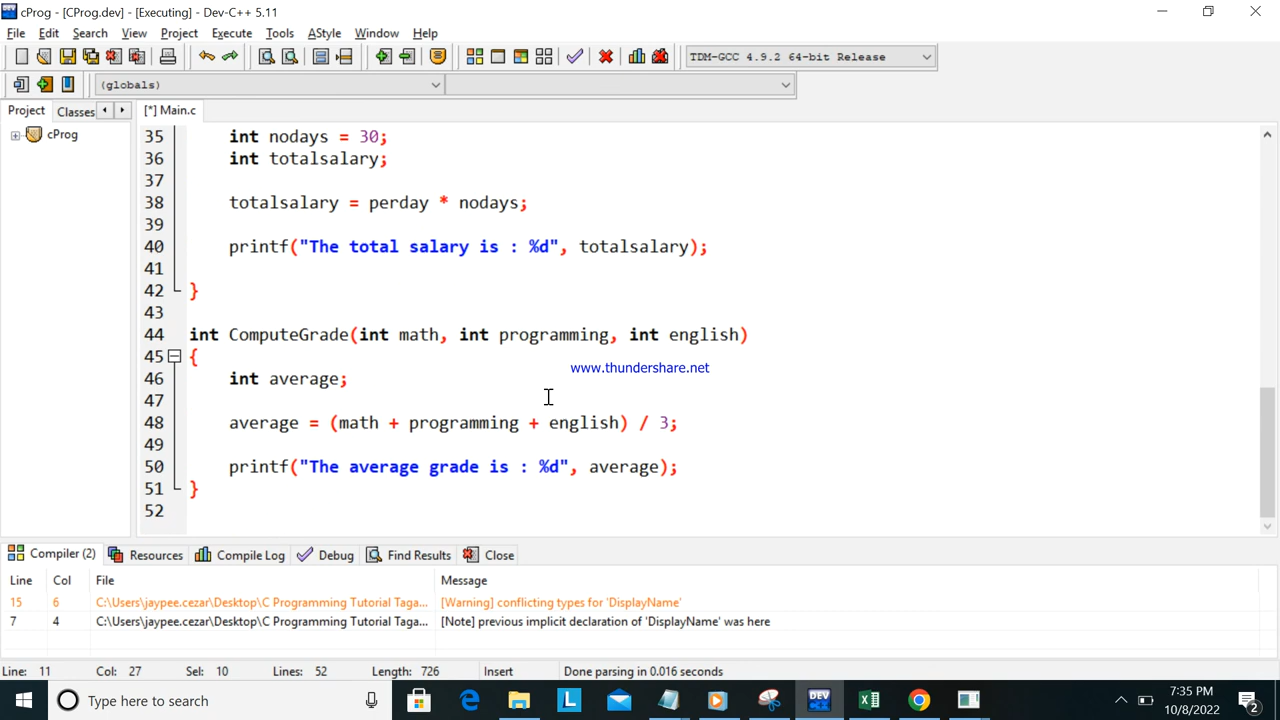 cProg - [CProg.dev] - [Executing] - Dev-C++ 5.11
File Edit Search View Project Execute Tools AStyle Window Help
TDM-GCC 4.9.2 64-bit Release
(globals)
Project Classes [*] Main.c
cProg
35 int nodays = 30;
36 int totalsalary;
37
38 totalsalary = perday * nodays;
39
40 printf("The total salary is : %d", totalsalary);
41
42 }
43
44 int ComputeGrade(int math, int programming, int english)
45 {
www.thundershare.net
46 int average;
47
48 average = (math + programming + english) / 3;
49
50 printf("The average grade is : %d", average);
51 }
52
Compiler (2) Resources Compile Log Debug Find Results Close
Line Col File Message
15 6 C:\Users\jaypee.cezar\Desktop\C Programming Tutorial Taga... [Warning] conflicting types for 'DisplayName'
7 4 C:\Users\jaypee.cezar\Desktop\C Programming Tutorial Taga... [Note] previous implicit declaration of 'DisplayName' was here
Line: 11 Col: 27 Sel: 10 Lines: 52 Length: 726 Insert Done parsing in 0.016 seconds
Type here to search
DEV
7:35 PM
10/8/2022
2